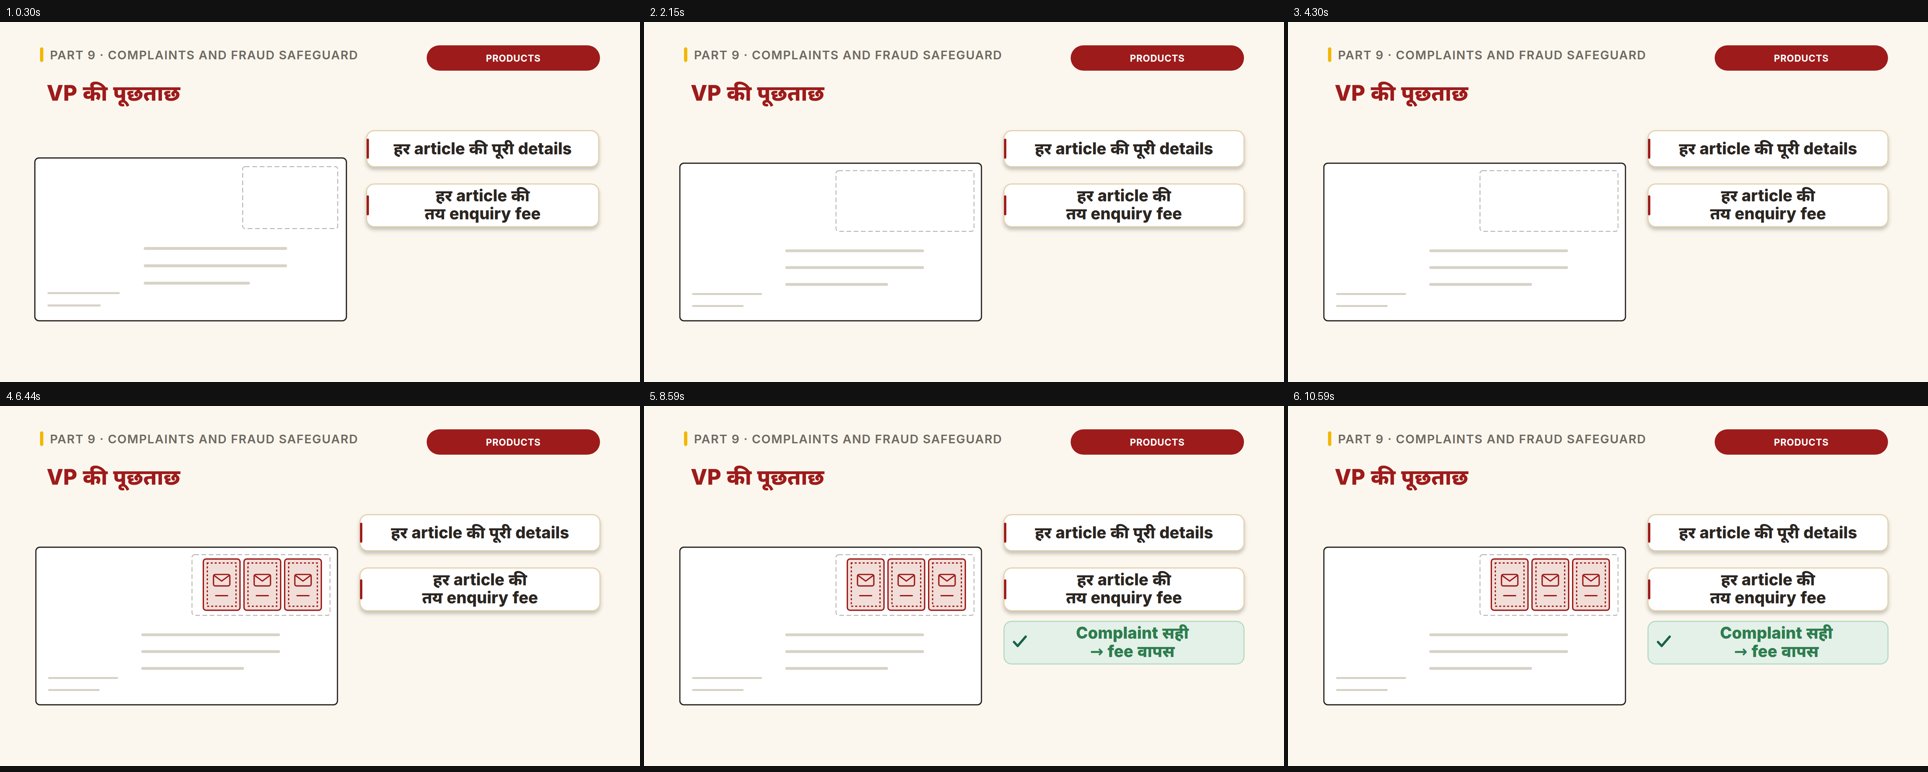 1. 0.30s
PART 9 · COMPLAINTS AND FRAUD SAFEGUARD
PRODUCTS
VP की पूछताछ
हर article की पूरी details
हर article की
तय enquiry fee
2. 2.15s
PART 9 · COMPLAINTS AND FRAUD SAFEGUARD
PRODUCTS
VP की पूछताछ
हर article की पूरी details
हर article की
तय enquiry fee
3. 4.30s
PART 9 · COMPLAINTS AND FRAUD SAFEGUARD
PRODUCTS
VP की पूछताछ
हर article की पूरी details
हर article की
तय enquiry fee
4. 6.44s
PART 9 · COMPLAINTS AND FRAUD SAFEGUARD
PRODUCTS
VP की पूछताछ
हर article की पूरी details
हर article की
तय enquiry fee
5. 8.59s
PART 9 · COMPLAINTS AND FRAUD SAFEGUARD
PRODUCTS
VP की पूछताछ
हर article की पूरी details
हर article की
तय enquiry fee
Complaint सही
→ fee वापस
6. 10.59s
PART 9 · COMPLAINTS AND FRAUD SAFEGUARD
PRODUCTS
VP की पूछताछ
हर article की पूरी details
हर article की
तय enquiry fee
Complaint सही
→ fee वापस